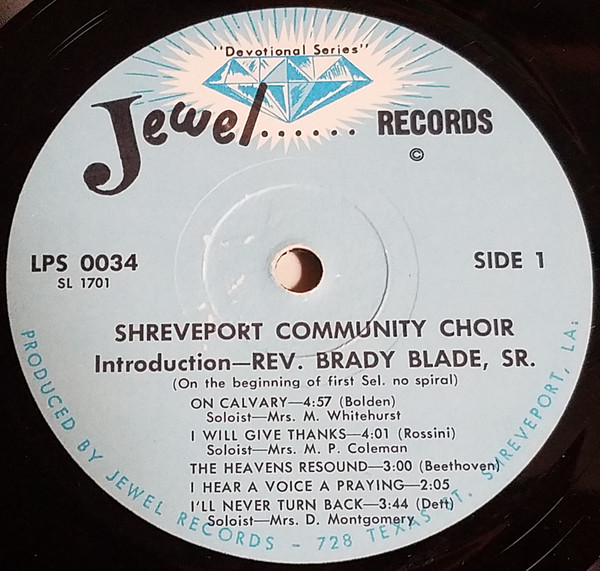 "Devotional Series"
Jewel...... RECORDS
©
LPS 0034
SL 1701
SIDE 1
SHREVEPORT COMMUNITY CHOIR
Introduction—REV. BRADY BLADE, SR.
(On the beginning of first Sel. no spiral)
ON CALVARY—4:57 (Bolden)
Soloist—Mrs. M. Whitehurst
I WILL GIVE THANKS—4:01 (Rossini)
Soloist—Mrs. M. P. Coleman
THE HEAVENS RESOUND—3:00 (Beethoven)
I HEAR A VOICE A PRAYING—2:05
I'LL NEVER TURN BACK—3:44 (Dett)
Soloist—Mrs. D. Montgomery
PRODUCED BY JEWEL RECORDS - 728 TEXAS ST. SHREVEPORT, LA.